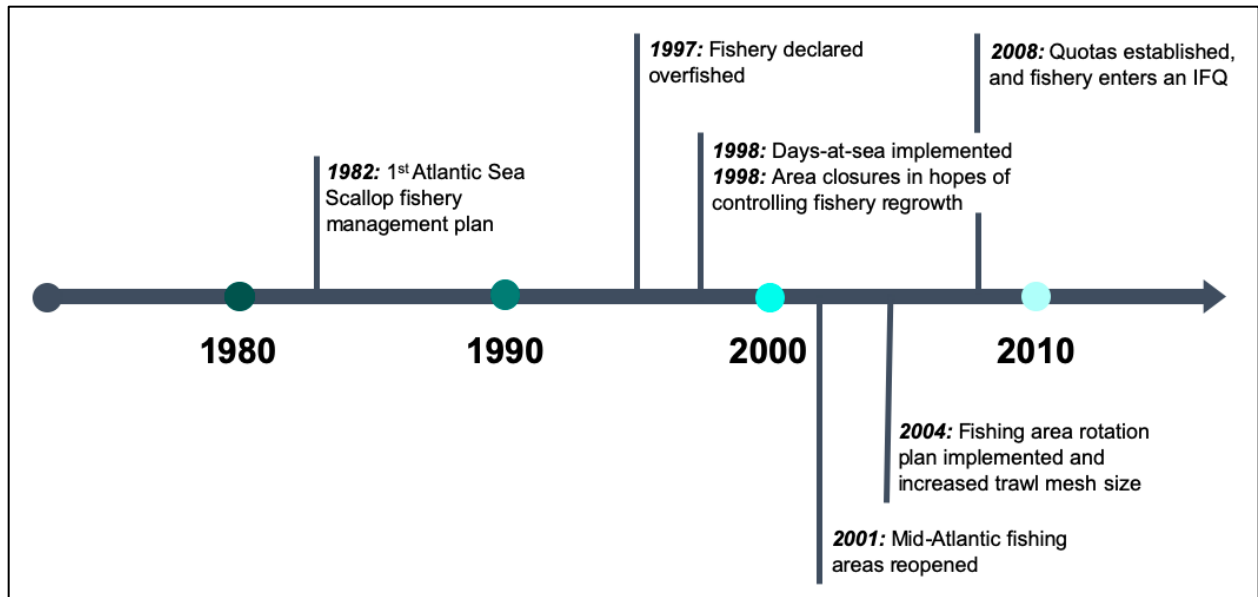 1997: Fishery declared
overfished
2008: Quotas established,
and fishery enters an IFQ
1998: Days-at-sea implemented
1998: Area closures in hopes of
controlling fishery regrowth
1982: 1st Atlantic Sea
Scallop fishery
management plan
1980
1990
2000
2010
2004: Fishing area rotation
plan implemented and
increased trawl mesh size
2001: Mid-Atlantic fishing
areas reopened